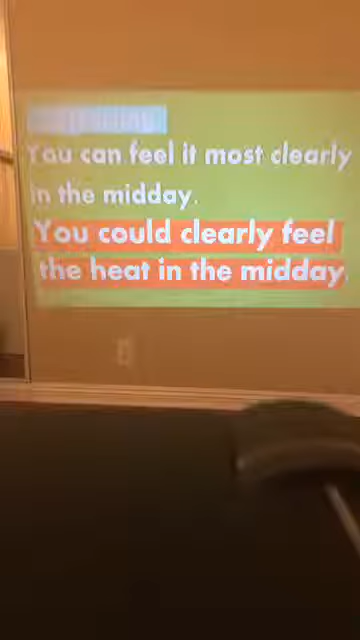 You can feel it most clearly
in the midday.
You could clearly feel
the heat in the midday.